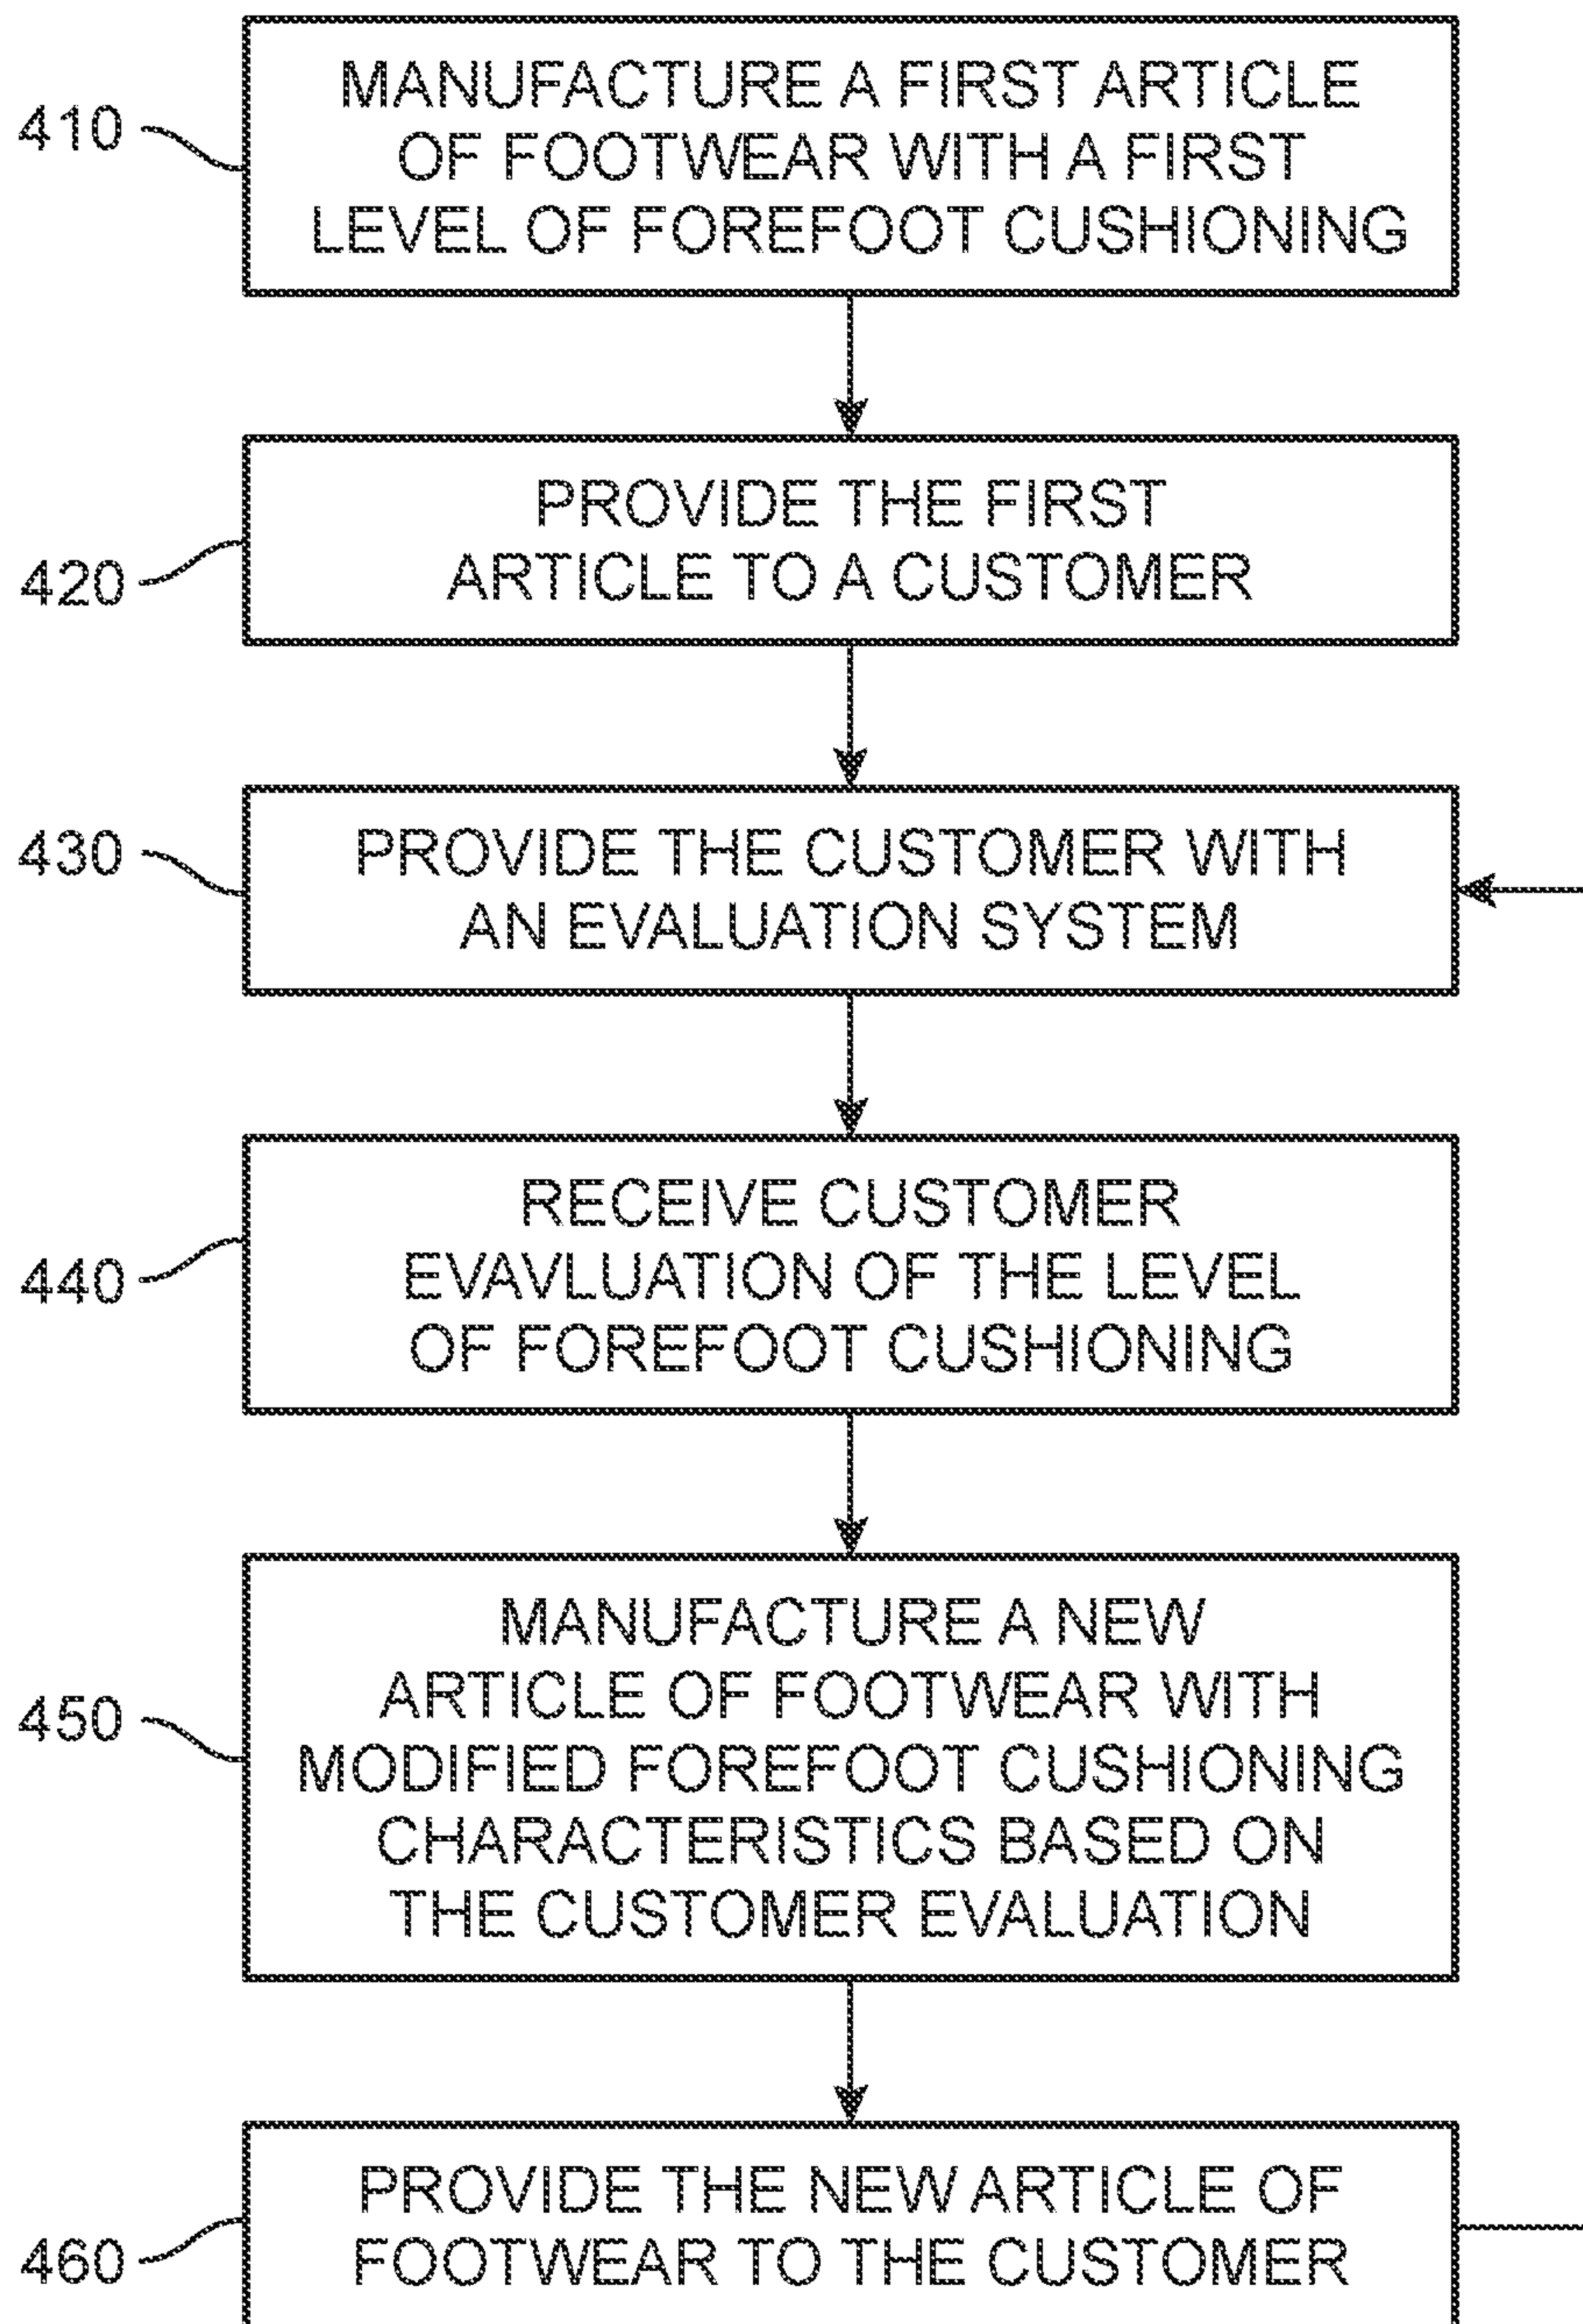 410
MANUFACTURE A FIRST ARTICLE
OF FOOTWEAR WITH A FIRST
LEVEL OF FOREFOOT CUSHIONING
420
PROVIDE THE FIRST
ARTICLE TO A CUSTOMER
430
PROVIDE THE CUSTOMER WITH
AN EVALUATION SYSTEM
440
RECEIVE CUSTOMER
EVAVLUATION OF THE LEVEL
OF FOREFOOT CUSHIONING
450
MANUFACTURE A NEW
ARTICLE OF FOOTWEAR WITH
MODIFIED FOREFOOT CUSHIONING
CHARACTERISTICS BASED ON
THE CUSTOMER EVALUATION
460
PROVIDE THE NEW ARTICLE OF
FOOTWEAR TO THE CUSTOMER